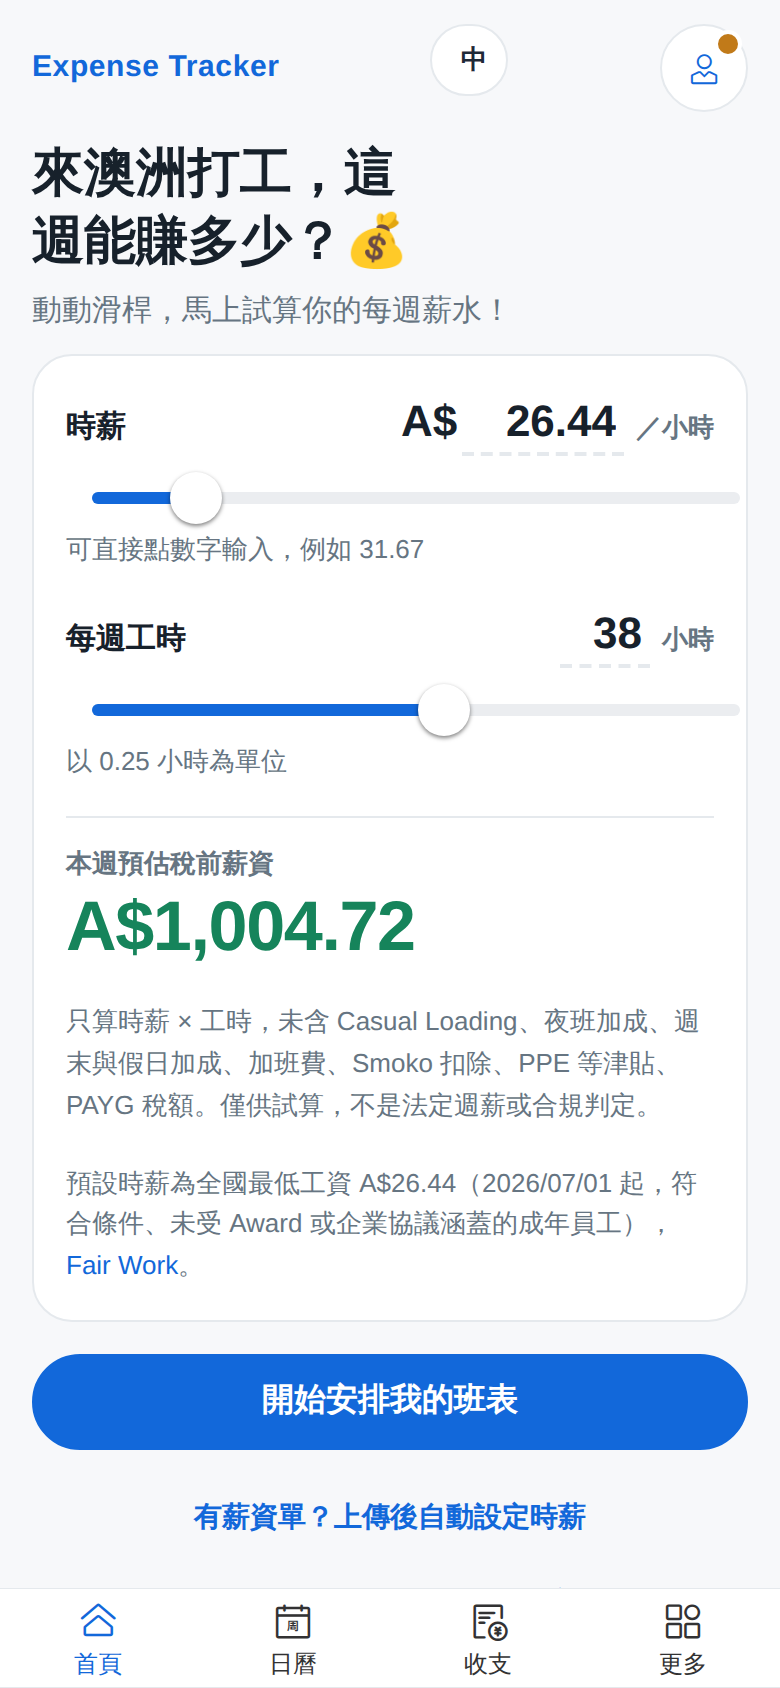 Expense Tracker
中
來澳洲打工，這
週能賺多少？💰
動動滑桿，馬上試算你的每週薪水！
時薪 A$ 26.44 ／小時
可直接點數字輸入，例如 31.67
每週工時 38 小時
以 0.25 小時為單位
本週預估稅前薪資
A$1,004.72
只算時薪 × 工時，未含 Casual Loading、夜班加成、週
末與假日加成、加班費、Smoko 扣除、PPE 等津貼、
PAYG 稅額。僅供試算，不是法定週薪或合規判定。
預設時薪為全國最低工資 A$26.44（2026/07/01 起，符
合條件、未受 Award 或企業協議涵蓋的成年員工），
Fair Work。
開始安排我的班表
有薪資單？上傳後自動設定時薪
周
¥
首頁 日曆 收支 更多